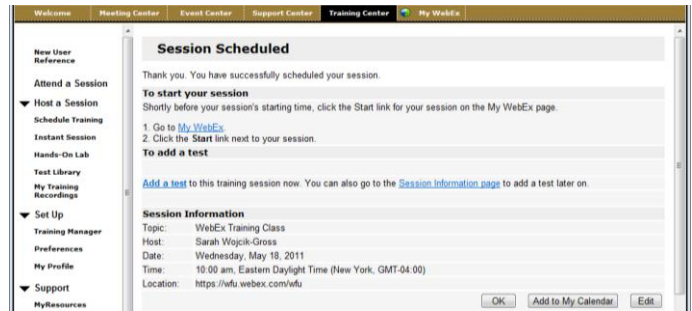 Welcome Meeting Center Event Center Support Center Training Center My WebEx
New User
Reference
Attend a Session
Host a Session
Schedule Training
Instant Session
Hands-On Lab
Test Library
My Training
Recordings
Set Up
Training Manager
Preferences
My Profile
Support
MyResources
Session Scheduled
Thank you. You have successfully scheduled your session.
To start your session
Shortly before your session's starting time, click the Start link for your session on the My WebEx page.
1. Go to My WebEx.
2. Click the Start link next to your session.
To add a test
Add a test to this training session now. You can also go to the Session Information page to add a test later on.
Session Information
Topic: WebEx Training Class
Host: Sarah Wojcik-Gross
Date: Wednesday, May 18, 2011
Time: 10:00 am, Eastern Daylight Time (New York, GMT-04:00)
Location: https://wfu.webex.com/wfu
OK Add to My Calendar Edit